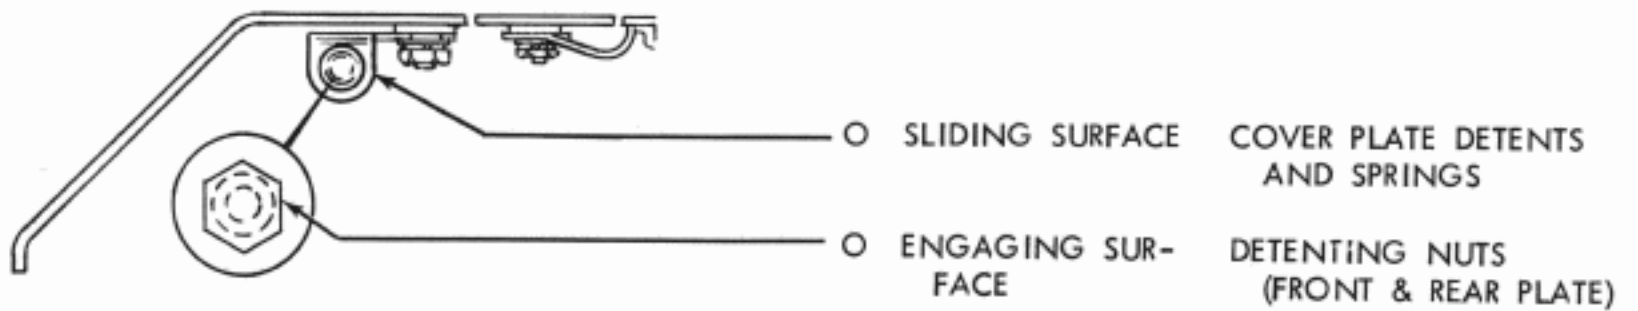 O SLIDING SURFACE COVER PLATE DETENTS
AND SPRINGS
O ENGAGING SUR- DETENTING NUTS
FACE (FRONT & REAR PLATE)